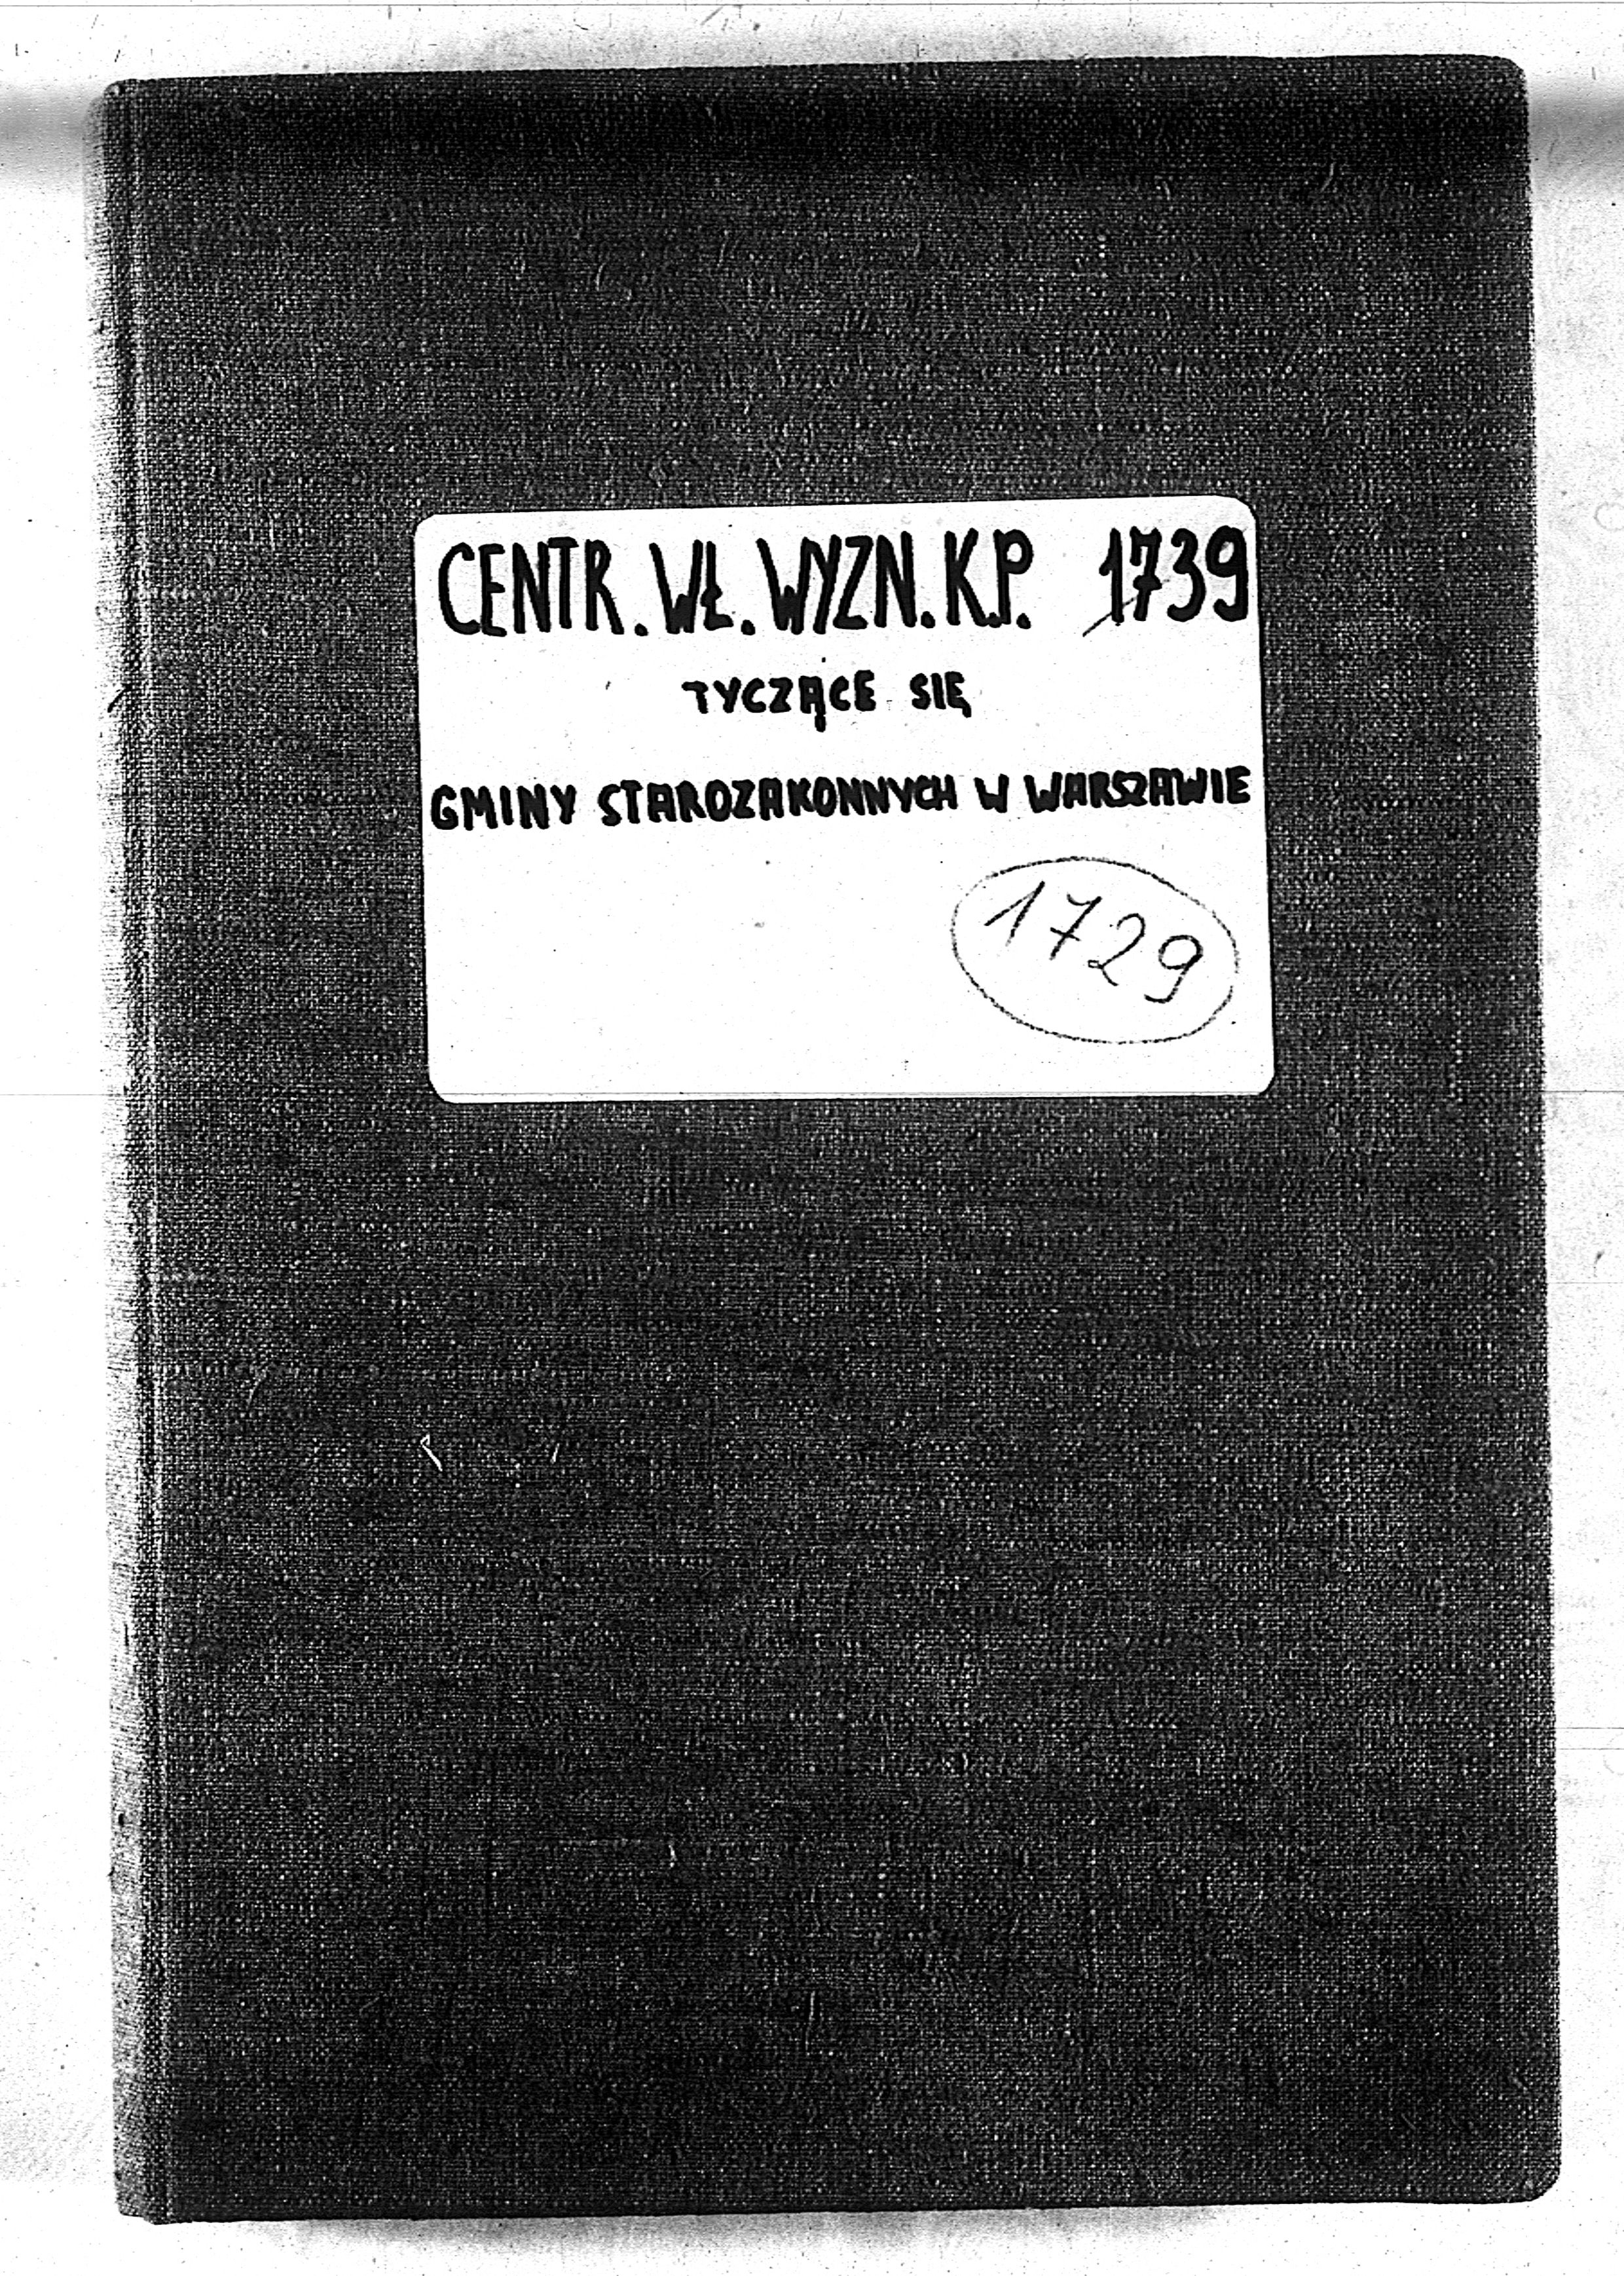 CENTR. WŁ. WYZN. K.P. 1739
TYCZĄCE SIĘ
GMINY STAROZAKONNYCH W WARSZAWIE
1729